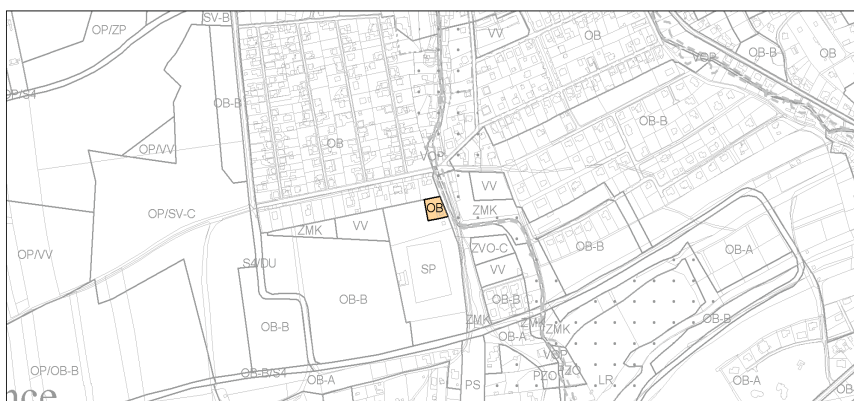 SV-B
OP/ZP
VV
OB
OB-B
OB
VOP
OP/S4
OB-B
OB-B
OB
OP/VV
VOP
VV
OP/SV-C
OB
ZMK
VV
ZMK
OB-B
ZVO-C
OB-A
OP/VV
S4/DU
SP
VV
OB-B
OB-B
OB-B
ZMK
ZMK
ZMK
OB-B
OB-A
VOP
OP/OB-B
OB-B/S4
OB-A
PS
PZO
PZO
LR
OB-A
OB
nce